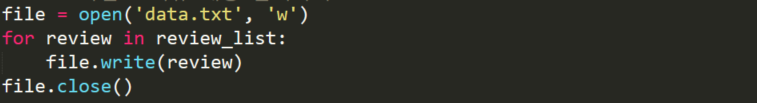 file = open('data.txt', 'w')
for review in review_list:
    file.write(review)
file.close()